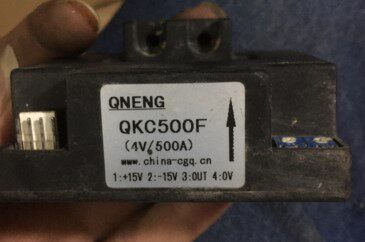 QNENG
QKC500F
(4V/500A)
www.china-cgq.cn
1:+15V 2:-15V 3:OUT 4:0V